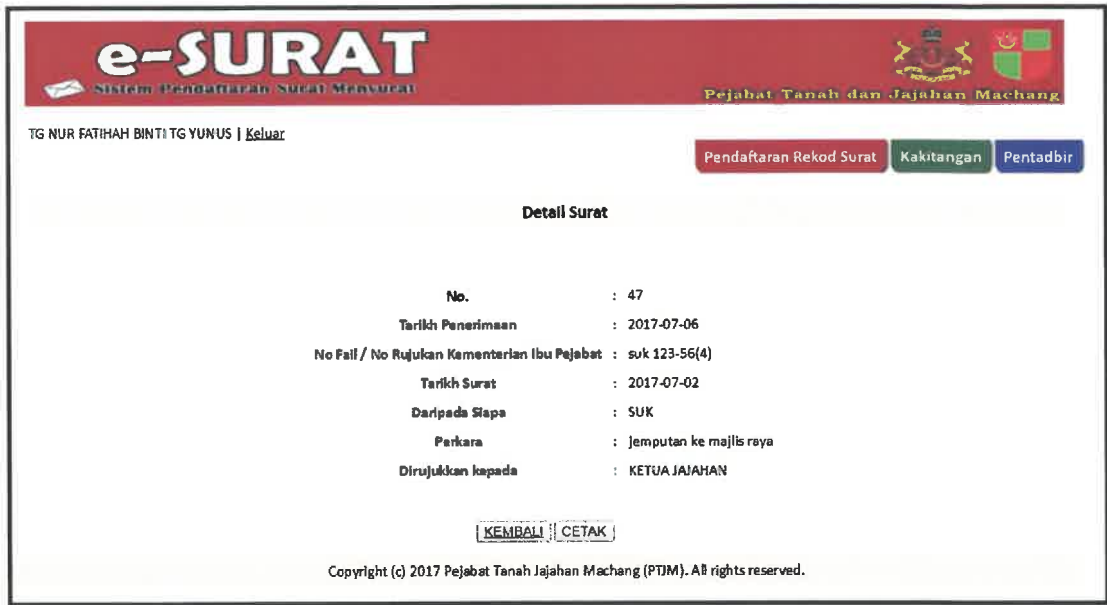 e-SURAT
Sistem Pendaftaran Surat Menyurat
Pejabat Tanah dan Jajahan Machang
TG NUR FATIHAH BINTI TG YUNUS | Keluar
Pendaftaran Rekod Surat Kakitangan Pentadbir
Detail Surat
No. : 47
Tarikh Penerimaan : 2017-07-06
No Fail / No Rujukan Kementerian Ibu Pejabat : suk 123-56(4)
Tarikh Surat : 2017-07-02
Daripada Siapa : SUK
Perkara : jemputan ke majlis raya
Dirujukkan kepada : KETUA JAJAHAN
KEMBALI CETAK
Copyright (c) 2017 Pejabat Tanah Jajahan Machang (PTJM). All rights reserved.